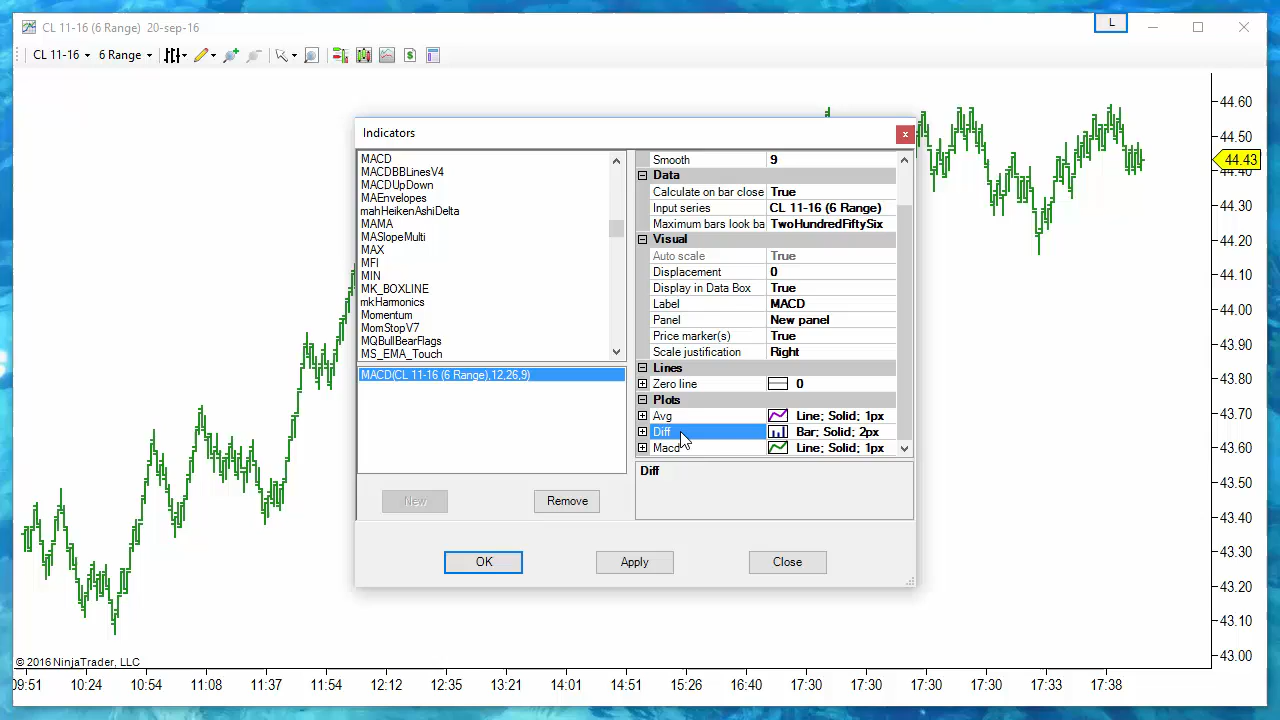 CL 11-16 (6 Range) 20-sep-16
L
CL 11-16 6 Range
Indicators
MACD
MACDBBLinesV4
MACDUpDown
MAEnvelopes
mahHeikenAshiDelta
MAMA
MASlopeMulti
MAX
MFI
MIN
MK_BOXLINE
mkHarmonics
Momentum
MomStopV7
MQBullBearFlags
MS_EMA_Touch
MACD(CL 11-16 (6 Range),12,26,9)
New
Remove
Smooth 9
Data
Calculate on bar close True
Input series CL 11-16 (6 Range)
Maximum bars look ba TwoHundredFiftySix
Visual
Auto scale True
Displacement 0
Display in Data Box True
Label MACD
Panel New panel
Price marker(s) True
Scale justification Right
Lines
Zero line 0
Plots
Avg Line; Solid; 1px
Diff Bar; Solid; 2px
Macd Line; Solid; 1px
Diff
OK
Apply
Close
44.60
44.50
44.43
44.40
44.30
44.20
44.10
44.00
43.90
43.80
43.70
43.60
43.50
43.40
43.30
43.20
43.10
43.00
© 2016 NinjaTrader, LLC
09:51 10:24 10:54 11:08 11:37 11:54 12:12 12:35 13:21 14:01 14:51 15:26 16:40 17:30 17:30 17:30 17:33 17:38